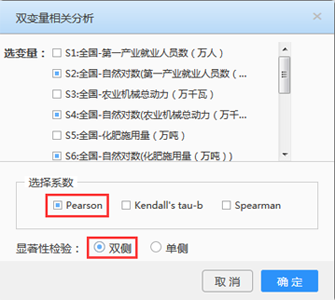 双变量相关分析
选变量: S1:全国-第一产业就业人员数（万人）
S2:全国-自然对数(第一产业就业人员数（...
S3:全国-农业机械总动力（万千瓦）
S4:全国-自然对数(农业机械总动力（万千...
S5:全国-化肥施用量（万吨）
S6:全国-自然对数(化肥施用量（万吨）)
选择系数
Pearson Kendall's tau-b Spearman
显著性检验: 双侧 单侧
取消 确定